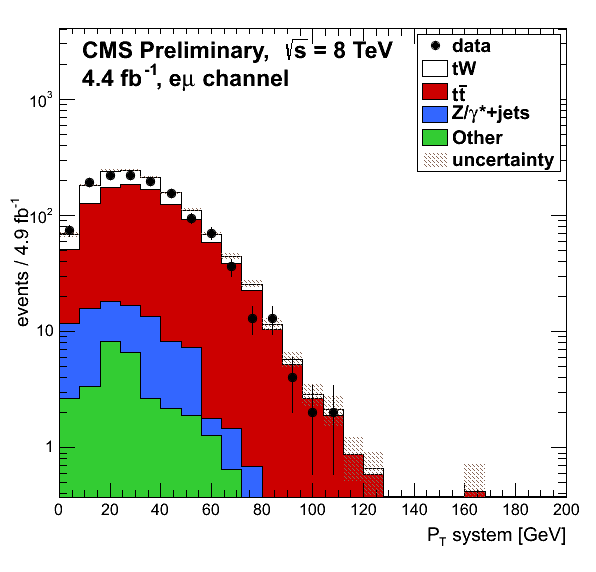 CMS Preliminary, √s = 8 TeV
4.4 fb⁻¹, eμ channel
data
tW
tt̄
Z/γ*+jets
Other
uncertainty
events / 4.9 fb⁻¹
10³
10²
10
1
0 20 40 60 80 100 120 140 160 180 200
P_T system [GeV]